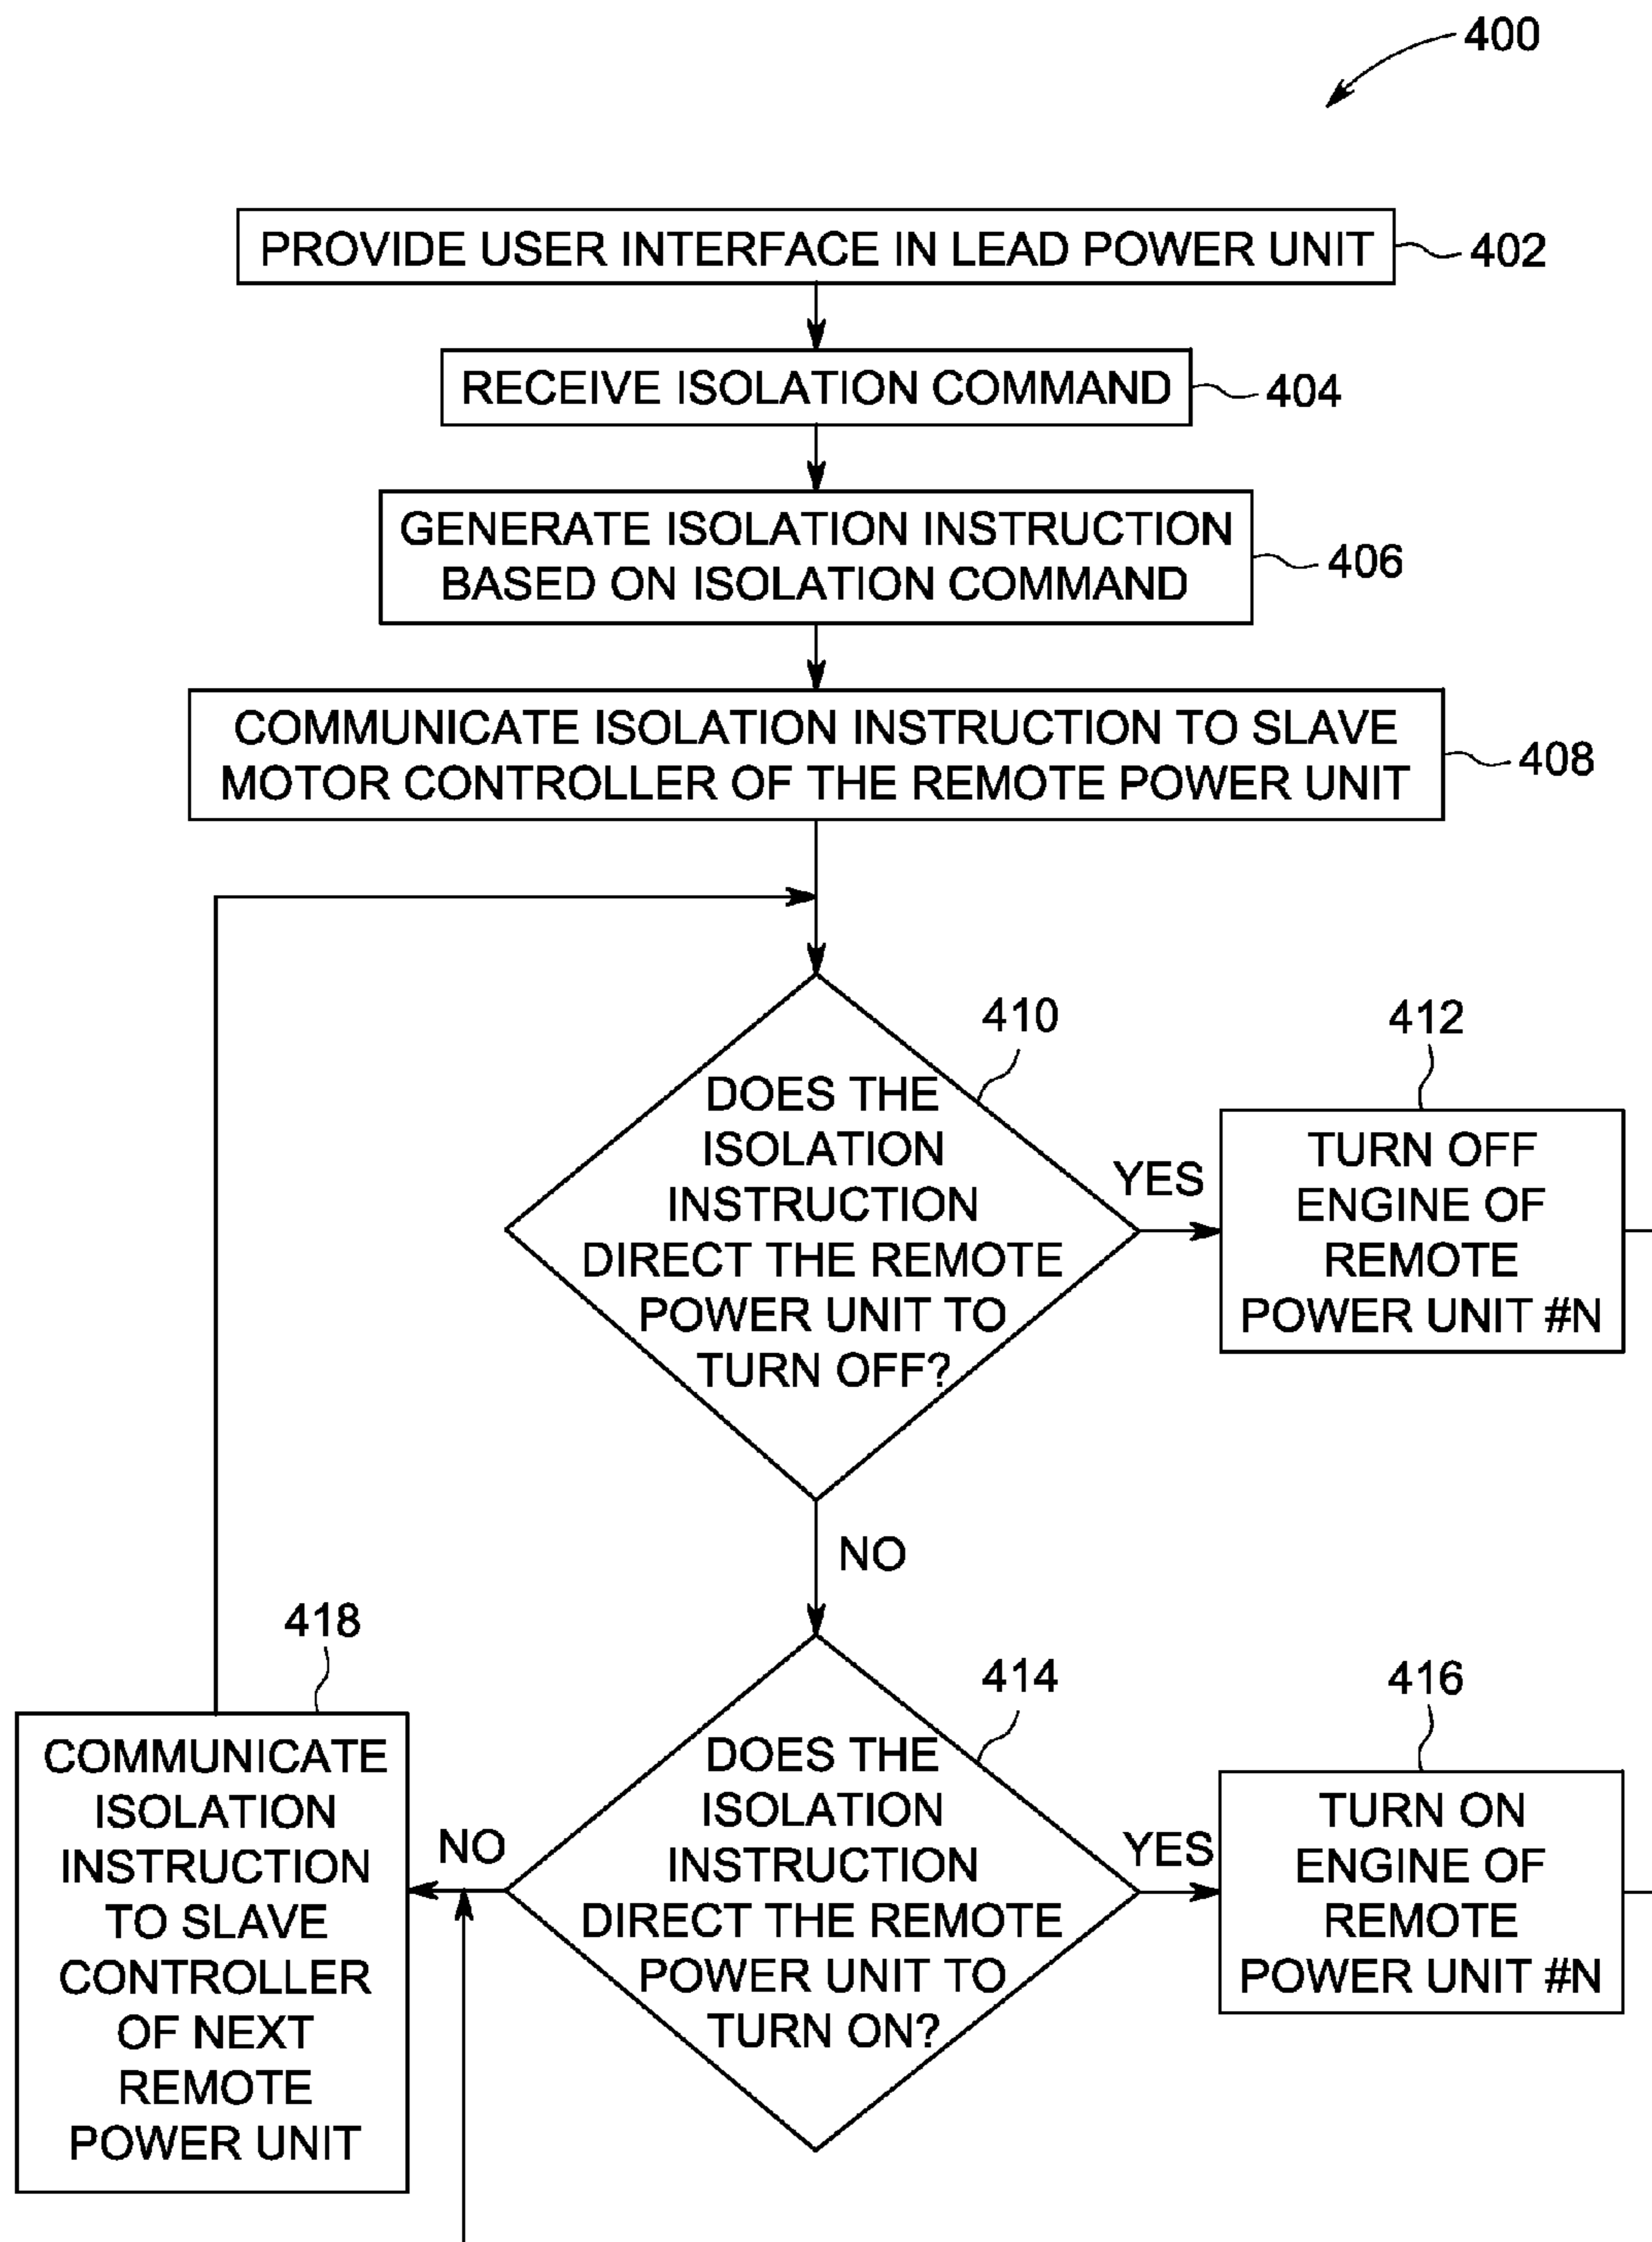 400
PROVIDE USER INTERFACE IN LEAD POWER UNIT
402
RECEIVE ISOLATION COMMAND
404
GENERATE ISOLATION INSTRUCTION
BASED ON ISOLATION COMMAND
406
COMMUNICATE ISOLATION INSTRUCTION TO SLAVE
MOTOR CONTROLLER OF THE REMOTE POWER UNIT
408
410
DOES THE
ISOLATION
INSTRUCTION
DIRECT THE REMOTE
POWER UNIT TO
TURN OFF?
YES
412
TURN OFF
ENGINE OF
REMOTE
POWER UNIT #N
NO
414
DOES THE
ISOLATION
INSTRUCTION
DIRECT THE REMOTE
POWER UNIT TO
TURN ON?
YES
416
TURN ON
ENGINE OF
REMOTE
POWER UNIT #N
NO
418
COMMUNICATE
ISOLATION
INSTRUCTION
TO SLAVE
CONTROLLER
OF NEXT
REMOTE
POWER UNIT